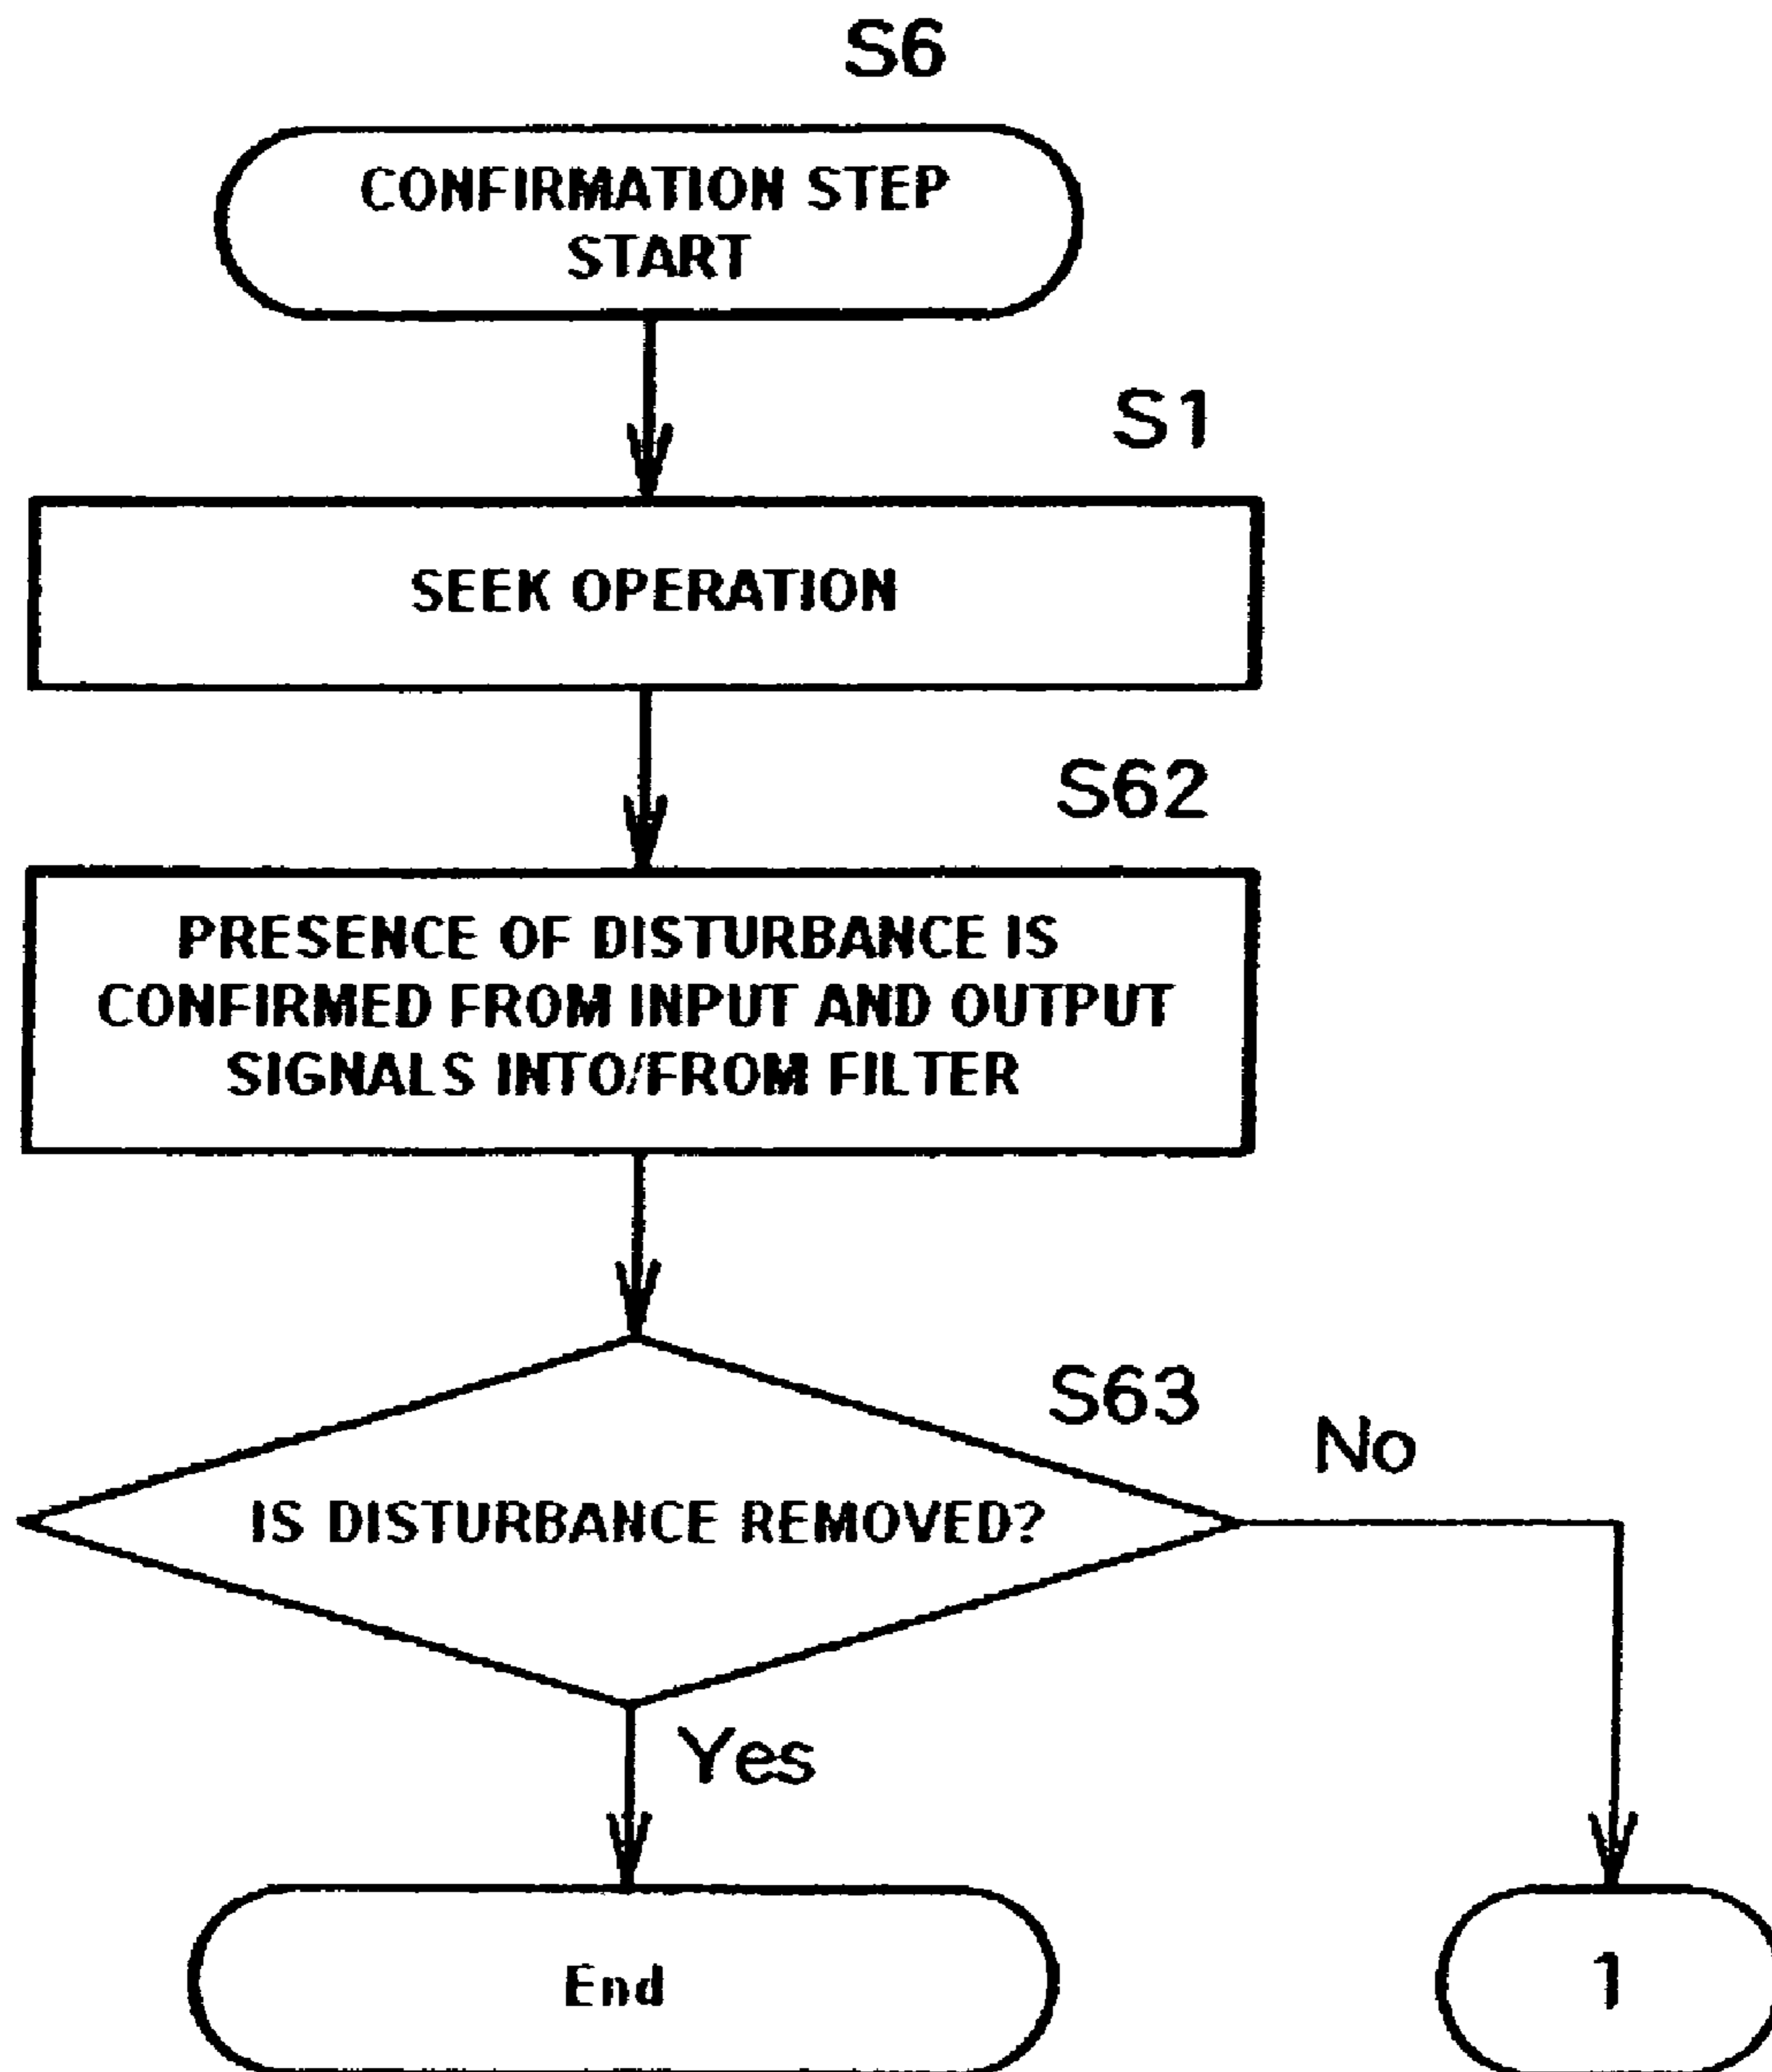 S6
CONFIRMATION STEP
START
S1
SEEK OPERATION
S62
PRESENCE OF DISTURBANCE IS
CONFIRMED FROM INPUT AND OUTPUT
SIGNALS INTO/FROM FILTER
S63
No
IS DISTURBANCE REMOVED?
Yes
End
1